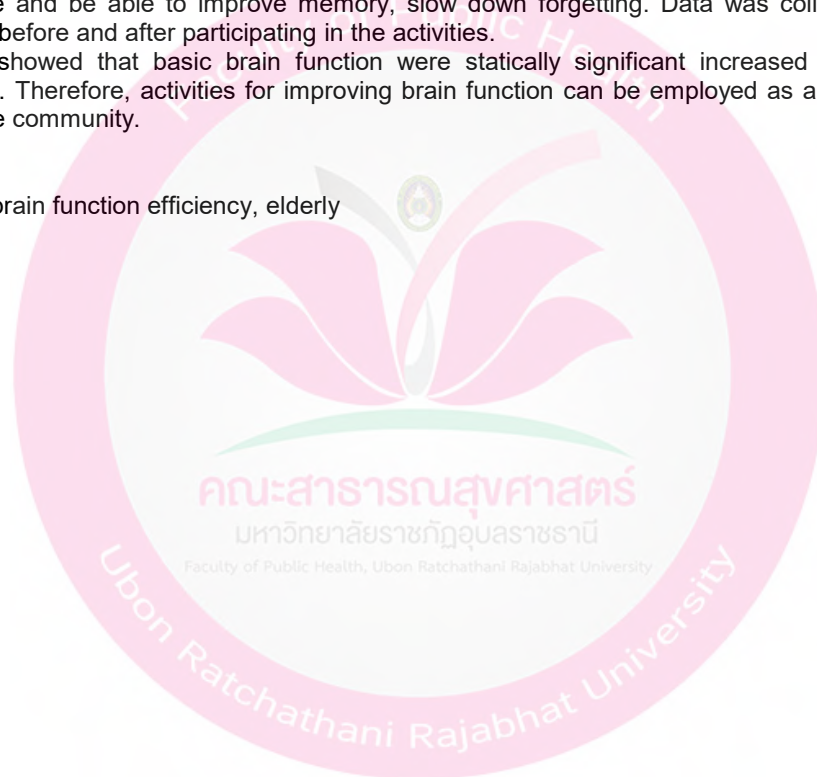 e and be able to improve memory, slow down forgetting. Data was coll
before and after participating in the activities.
showed that basic brain function were statically significant increased
. Therefore, activities for improving brain function can be employed as a
e community.
brain function efficiency, elderly
Faculty of Public Health
คณะสาธารณสุขศาสตร์
มหาวิทยาลัยราชภัฏอุบลราชธานี
Faculty of Public Health, Ubon Ratchathani Rajabhat University
Ubon Ratchathani Rajabhat University